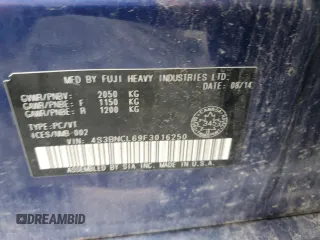 MFD. BY FUJI HEAVY INDUSTRIES LTD.
DATE: 08/14
GVWR/PNBV: 2050 KG
GAWR/PNBE: F 1150 KG
GAWR/PNBE: R 1200 KG
TYPE:PC/VT
#CES/NMB-002
VIN: 4S3BNCL69F3016250
ASSEMBLED BY SIA INC. MADE IN U.S.A.
DREAMBID